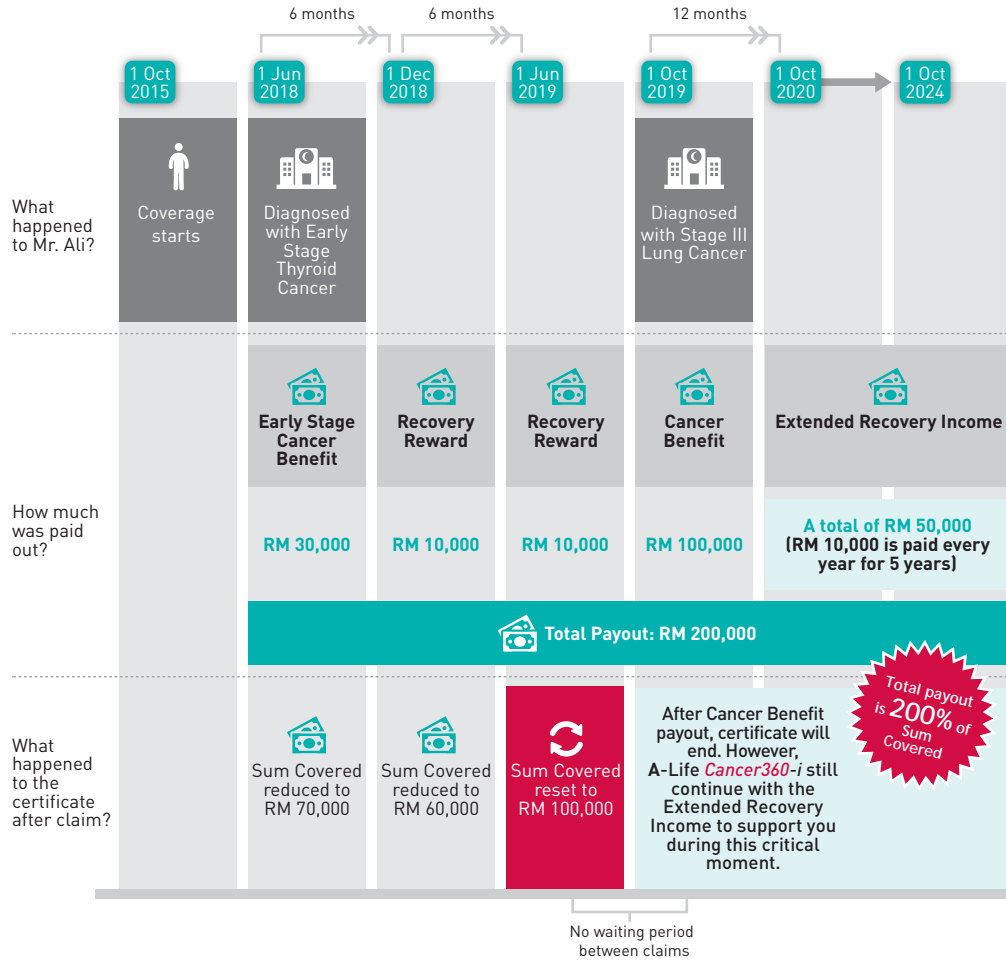 6 months
6 months
12 months
1 Oct
2015
1 Jun
2018
1 Dec
2018
1 Jun
2019
1 Oct
2019
1 Oct
2020
1 Oct
2024
What
happened
to Mr. Ali?
Coverage
starts
Diagnosed
with Early
Stage
Thyroid
Cancer
Diagnosed
with Stage III
Lung Cancer
Early Stage
Cancer
Benefit
Recovery
Reward
Recovery
Reward
Cancer
Benefit
Extended Recovery Income
How much
was paid
out?
RM 30,000
RM 10,000
RM 10,000
RM 100,000
A total of RM 50,000
(RM 10,000 is paid every
year for 5 years)
Total Payout: RM 200,000
Total payout
is 200% of
Sum
Covered
What
happened
to the
certificate
after claim?
Sum Covered
reduced to
RM 70,000
Sum Covered
reduced to
RM 60,000
Sum Covered
reset to
RM 100,000
After Cancer Benefit
payout, certificate will
end. However,
A-Life Cancer360-i still
continue with the
Extended Recovery
Income to support you
during this critical
moment.
No waiting period
between claims